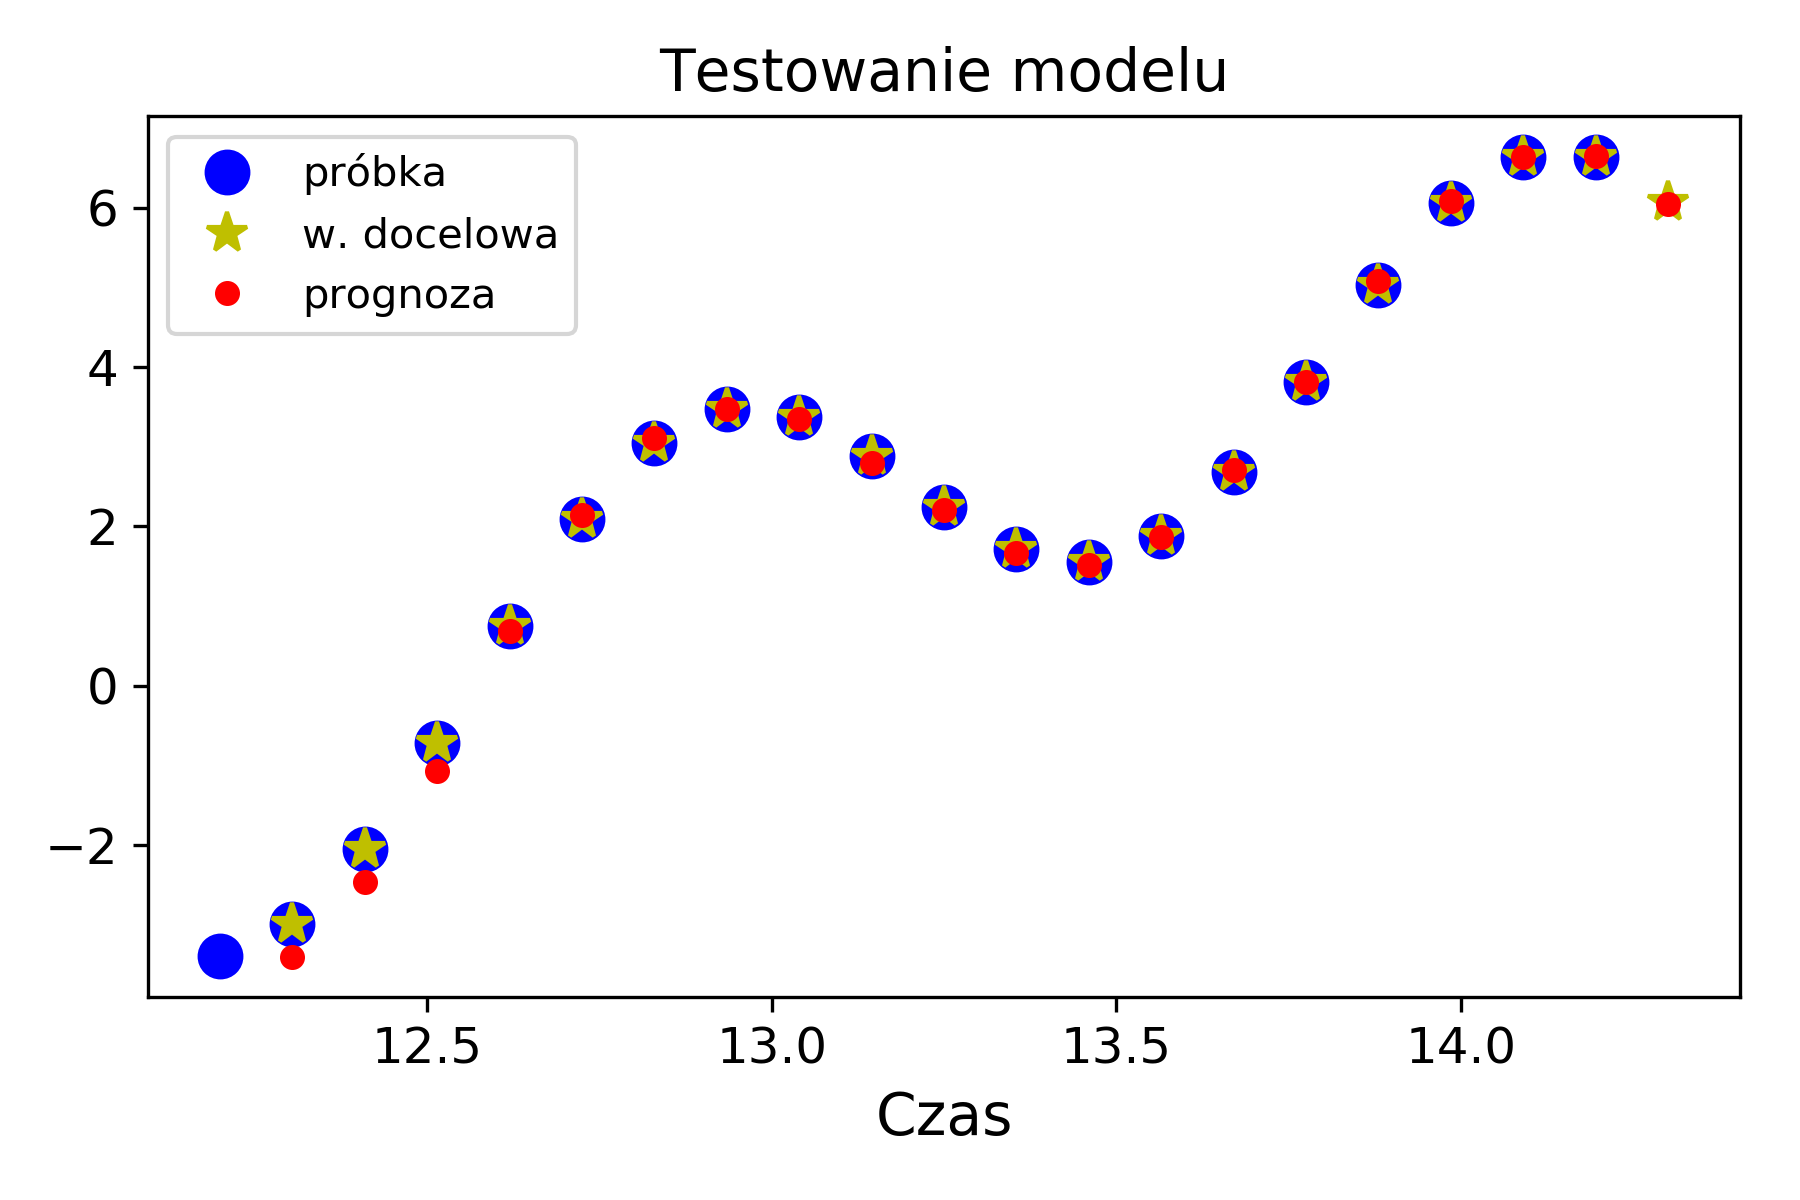 Testowanie modelu
próbka
w. docelowa
prognoza
6
4
2
0
−2
12.5 13.0 13.5 14.0
Czas